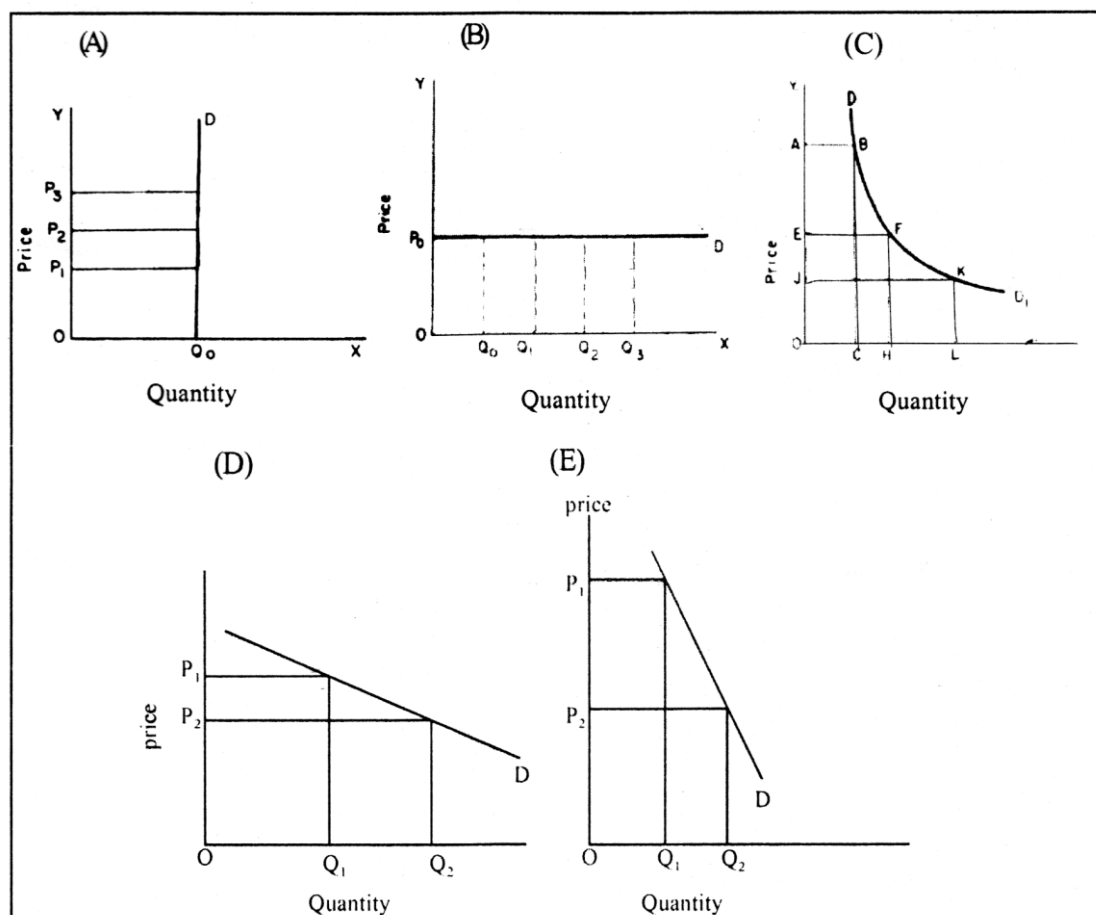 (A)
Y
D
P3
P2
P1
Price
O
Q0
X
Quantity
(B)
Y
Price
P0
D
O
Q0 Q1 Q2 Q3
X
Quantity
(C)
Y
D
A
B
E
F
Price
J
K
D1
O
C H L
Quantity
(D)
P1
P2
price
D
O
Q1 Q2
Quantity
(E)
price
P1
P2
D
O
Q1 Q2
Quantity